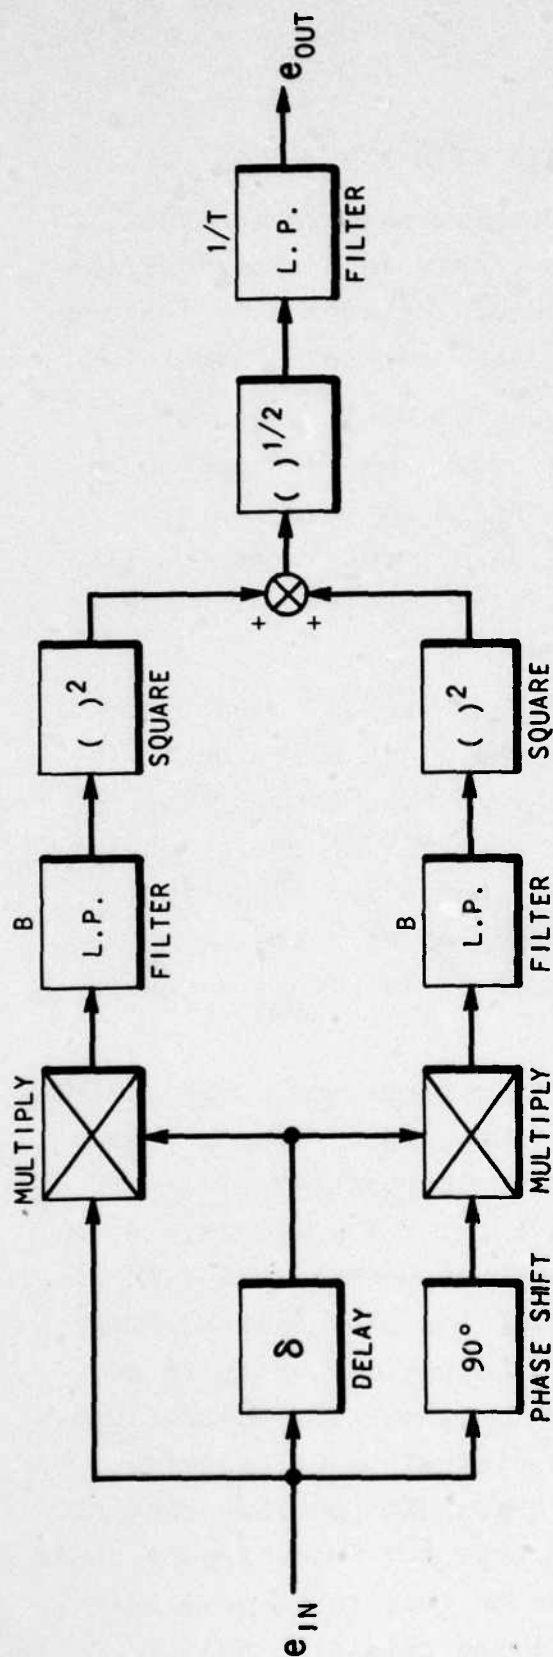 e_IN
MULTIPLY
δ
DELAY
90°
PHASE SHIFT
MULTIPLY
B
L.P.
FILTER
B
L.P.
FILTER
( )²
SQUARE
( )²
SQUARE
+
+
( )^1/2
1/T
L.P.
FILTER
e_OUT